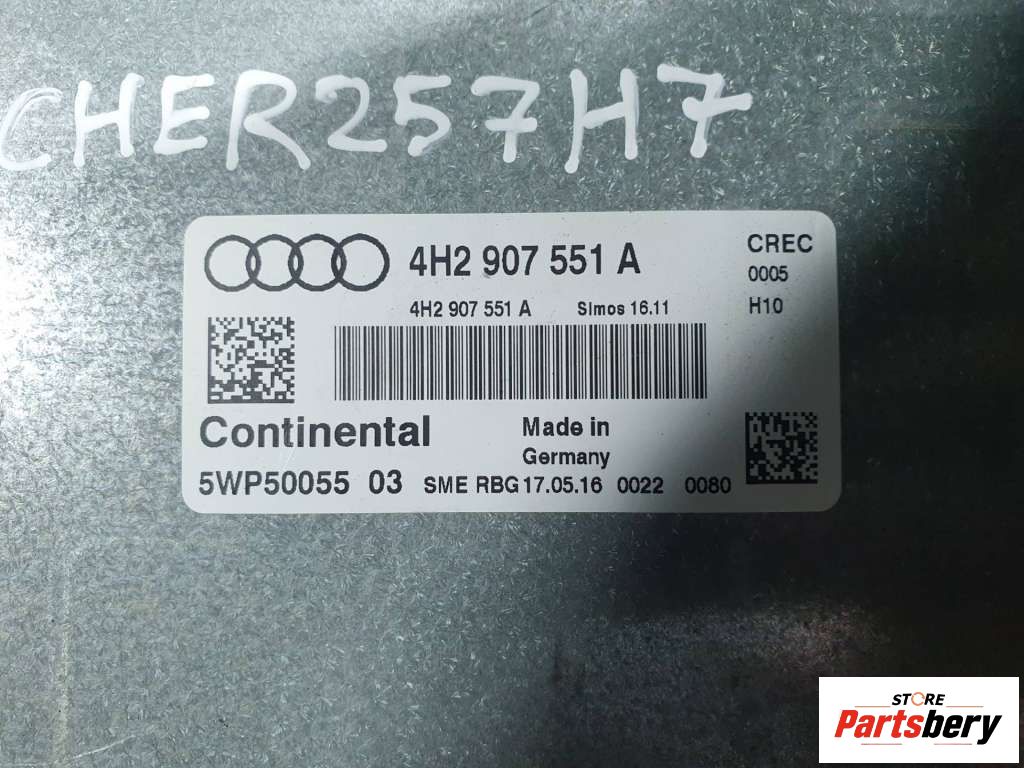 CHER257H7
4H2 907 551 A
CREC
0005
4H2 907 551 A Simos 16.11
H10
Continental
Made in
Germany
5WP50055 03 SME RBG 17.05.16 0022 0080
STORE
Partsbery